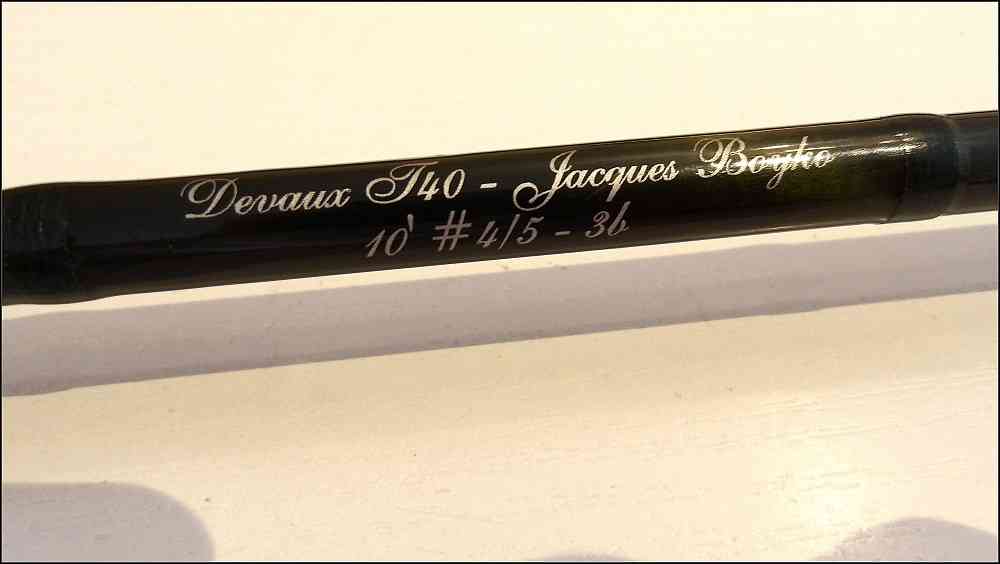 Devaux T40 - Jacques Boyko
10' # 4/5 - 3b